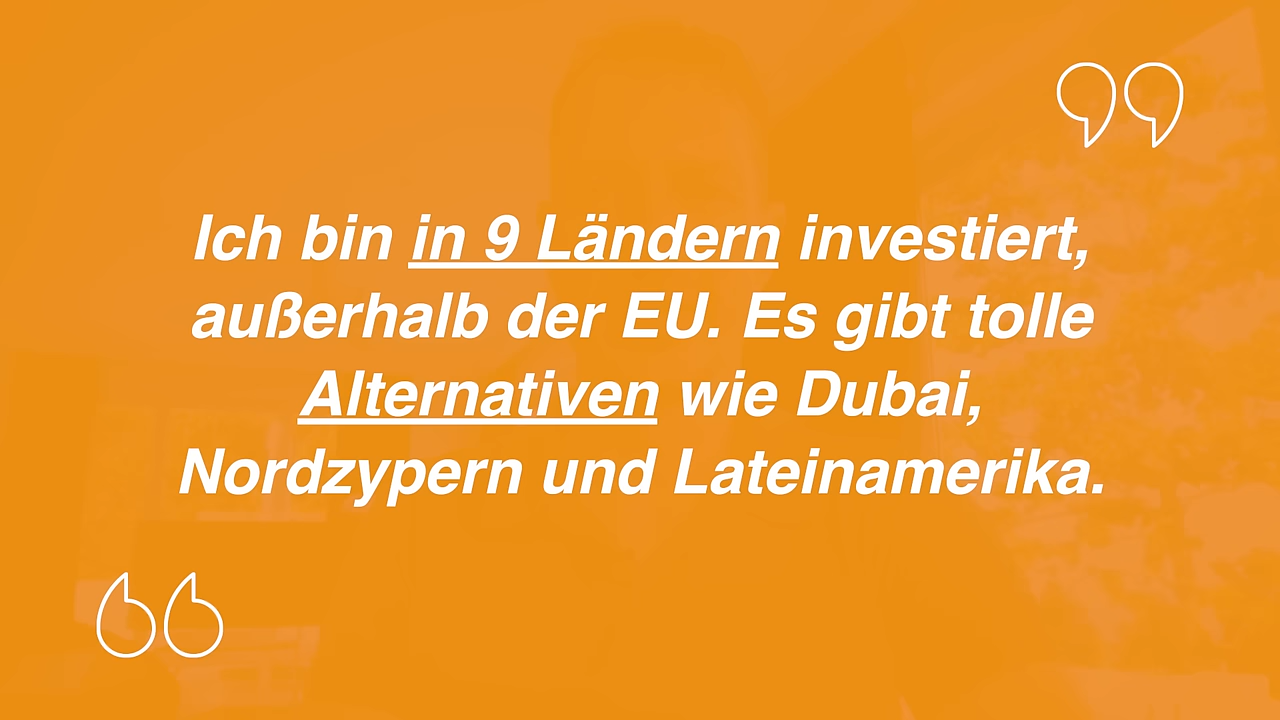 Ich bin in 9 Ländern investiert,
außerhalb der EU. Es gibt tolle
Alternativen wie Dubai,
Nordzypern und Lateinamerika.